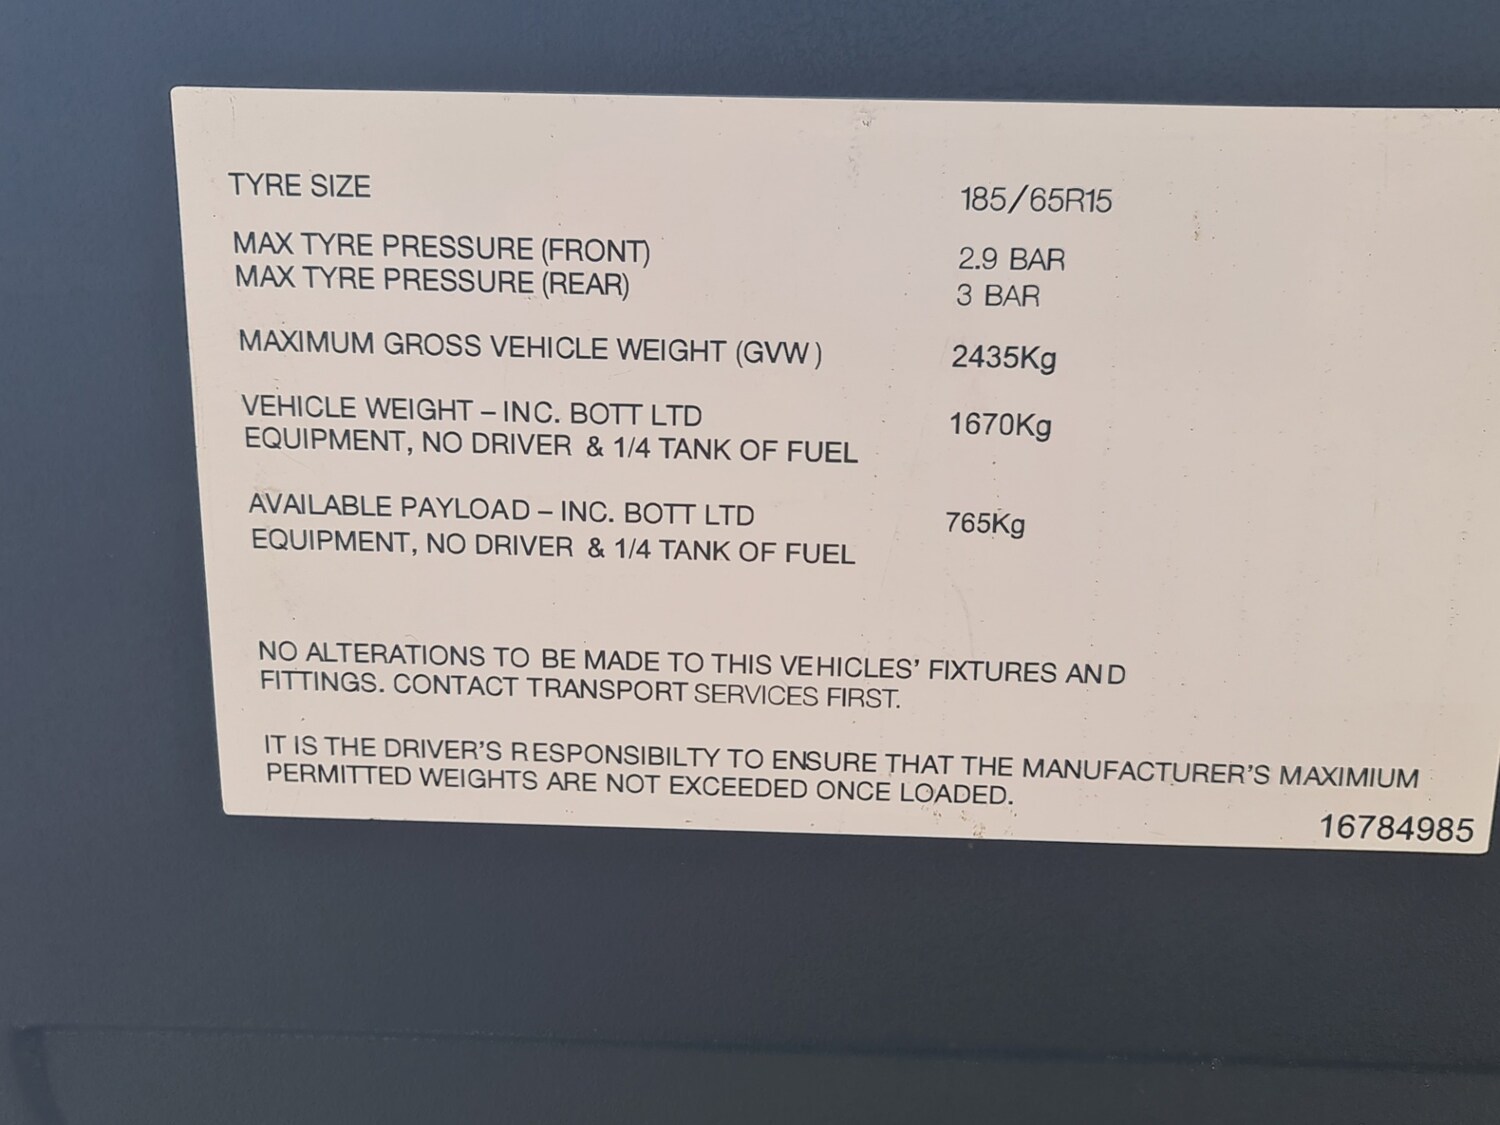 TYRE SIZE 185/65R15
MAX TYRE PRESSURE (FRONT) 2.9 BAR
MAX TYRE PRESSURE (REAR) 3 BAR
MAXIMUM GROSS VEHICLE WEIGHT (GVW) 2435Kg
VEHICLE WEIGHT – INC. BOTT LTD 1670Kg
EQUIPMENT, NO DRIVER & 1/4 TANK OF FUEL
AVAILABLE PAYLOAD – INC. BOTT LTD 765Kg
EQUIPMENT, NO DRIVER & 1/4 TANK OF FUEL
NO ALTERATIONS TO BE MADE TO THIS VEHICLES' FIXTURES AND
FITTINGS. CONTACT TRANSPORT SERVICES FIRST.
IT IS THE DRIVER'S RESPONSIBILTY TO ENSURE THAT THE MANUFACTURER'S MAXIMIUM
PERMITTED WEIGHTS ARE NOT EXCEEDED ONCE LOADED.
16784985